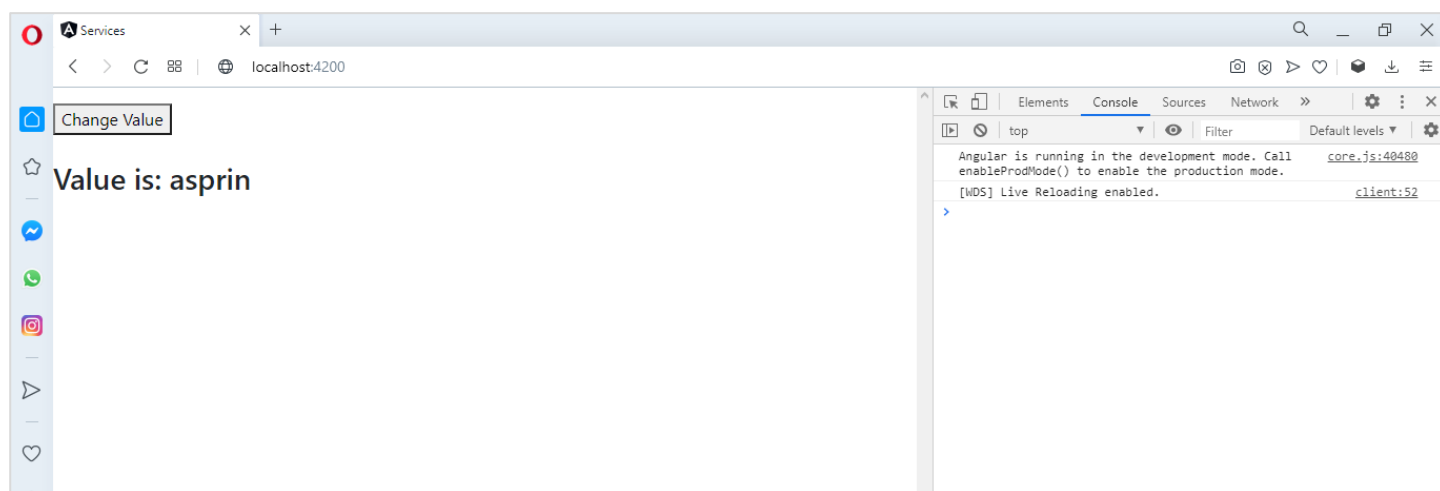 Services
localhost:4200
Change Value
Value is: asprin
Elements Console Sources Network
top Filter Default levels
Angular is running in the development mode. Call core.js:40480
enableProdMode() to enable the production mode.
[WDS] Live Reloading enabled. client:52